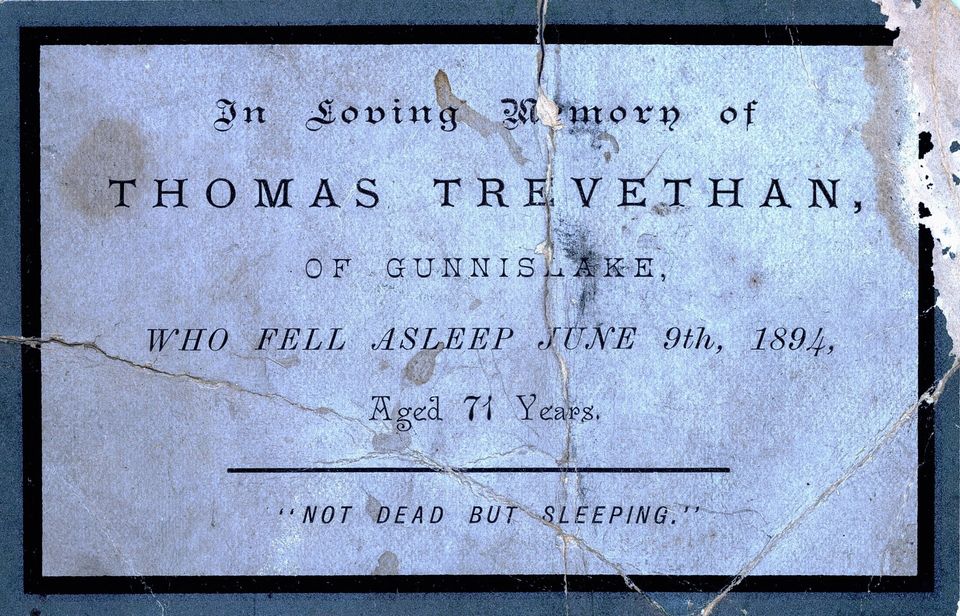 In Loving Memory of
THOMAS TREVETHAN,
OF GUNNISLAKE,
WHO FELL ASLEEP JUNE 9th, 1894,
Aged 71 Years.
"NOT DEAD BUT SLEEPING."